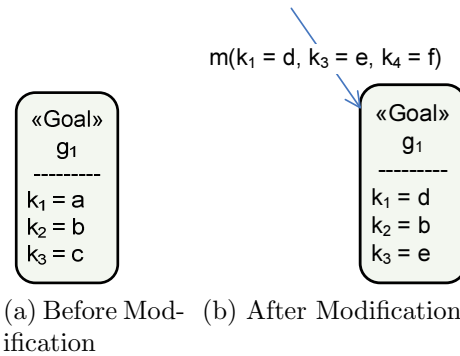 m(k₁ = d, k₃ = e, k₄ = f)
«Goal»
g₁
---------
k₁ = a
k₂ = b
k₃ = c
«Goal»
g₁
---------
k₁ = d
k₂ = b
k₃ = e
(a) Before Mod-
ification
(b) After Modification